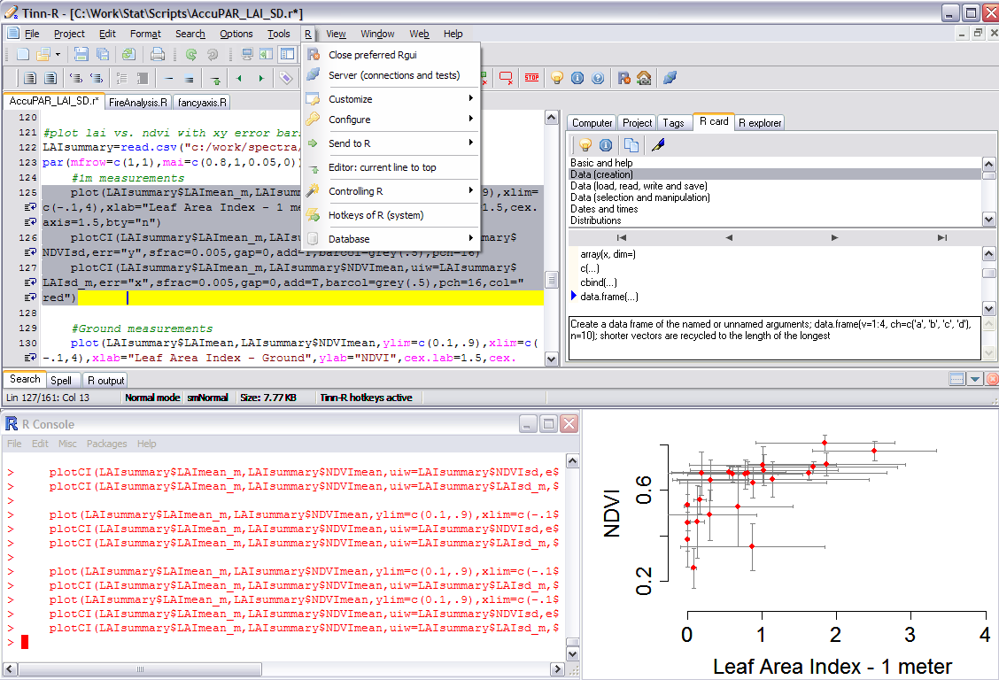 Tinn-R - [C:\Work\Stat\Scripts\AccuPAR_LAI_SD.r*]
File Project Edit Format Search Options Tools R View Window Web Help
STOP
Close preferred Rgui
Server (connections and tests)
Customize
Configure
Send to R
Editor: current line to top
Controlling R
Hotkeys of R (system)
Database
AccuPAR_LAI_SD.r* FireAnalysis.R fancyaxis.R
120
121 #plot lai vs. ndvi with xy error bar
122 LAIsummary=read.csv("c:/work/spectra/
123 par(mfrow=c(1,1),mai=c(0.8,1,0.05,0))
124 #1m measurements
125 plot(LAIsummary$LAImean_m,LAIsumm 9),xlim=
c(-.1,4),xlab="Leaf Area Index - 1 me 1.5,cex.
axis=1.5,bty="n")
126 plotCI(LAIsummary$LAImean_m,LAIsu mmary$
NDVIsd,err="y",sfrac=0.005,gap=0,add=T,barcol=grey(.5),pch=16)
127 plotCI(LAIsummary$LAImean_m,LAIsummary$NDVImean,uiw=LAIsummary$
LAIsd_m,err="x",sfrac=0.005,gap=0,add=T,barcol=grey(.5),pch=16,col="
red")
128
129 #Ground measurements
130 plot(LAIsummary$LAImean,LAIsummary$NDVImean,ylim=c(0.1,.9),xlim=c(
-.1,4),xlab="Leaf Area Index - Ground",ylab="NDVI",cex.lab=1.5,cex.
Computer Project Tags R card R explorer
Basic and help
Data (creation)
Data (load, read, write and save)
Data (selection and manipulation)
Dates and times
Distributions
array(x, dim=)
c(...)
cbind(...)
data.frame(...)
Create a data frame of the named or unnamed arguments; data.frame(v=1:4, ch=c('a', 'b', 'c', 'd'),
n=10); shorter vectors are recycled to the length of the longest
Search Spell R output
Lin 127/161: Col 13 Normal mode smNormal Size: 7.77 KB Tinn-R hotkeys active
R Console
File Edit Misc Packages Help
> plotCI(LAIsummary$LAImean_m,LAIsummary$NDVImean,uiw=LAIsummary$NDVIsd,e$
> plotCI(LAIsummary$LAImean_m,LAIsummary$NDVImean,uiw=LAIsummary$LAIsd_m,$
>
> plot(LAIsummary$LAImean_m,LAIsummary$NDVImean,ylim=c(0.1,.9),xlim=c(-.1$
> plotCI(LAIsummary$LAImean_m,LAIsummary$NDVImean,uiw=LAIsummary$NDVIsd,e$
> plotCI(LAIsummary$LAImean_m,LAIsummary$NDVImean,uiw=LAIsummary$LAIsd_m,$
>
> plot(LAIsummary$LAImean_m,LAIsummary$NDVImean,ylim=c(0.1,.9),xlim=c(-.1$
> plotCI(LAIsummary$LAImean_m,LAIsummary$NDVImean,uiw=LAIsummary$LAIsd_m,$
> plot(LAIsummary$LAImean_m,LAIsummary$NDVImean,ylim=c(0.1,.9),xlim=c(-.1$
> plotCI(LAIsummary$LAImean_m,LAIsummary$NDVImean,uiw=LAIsummary$NDVIsd,e$
> plotCI(LAIsummary$LAImean_m,LAIsummary$NDVImean,uiw=LAIsummary$LAIsd_m,$
>
NDVI
0.6
0.2
0 1 2 3 4
Leaf Area Index - 1 meter